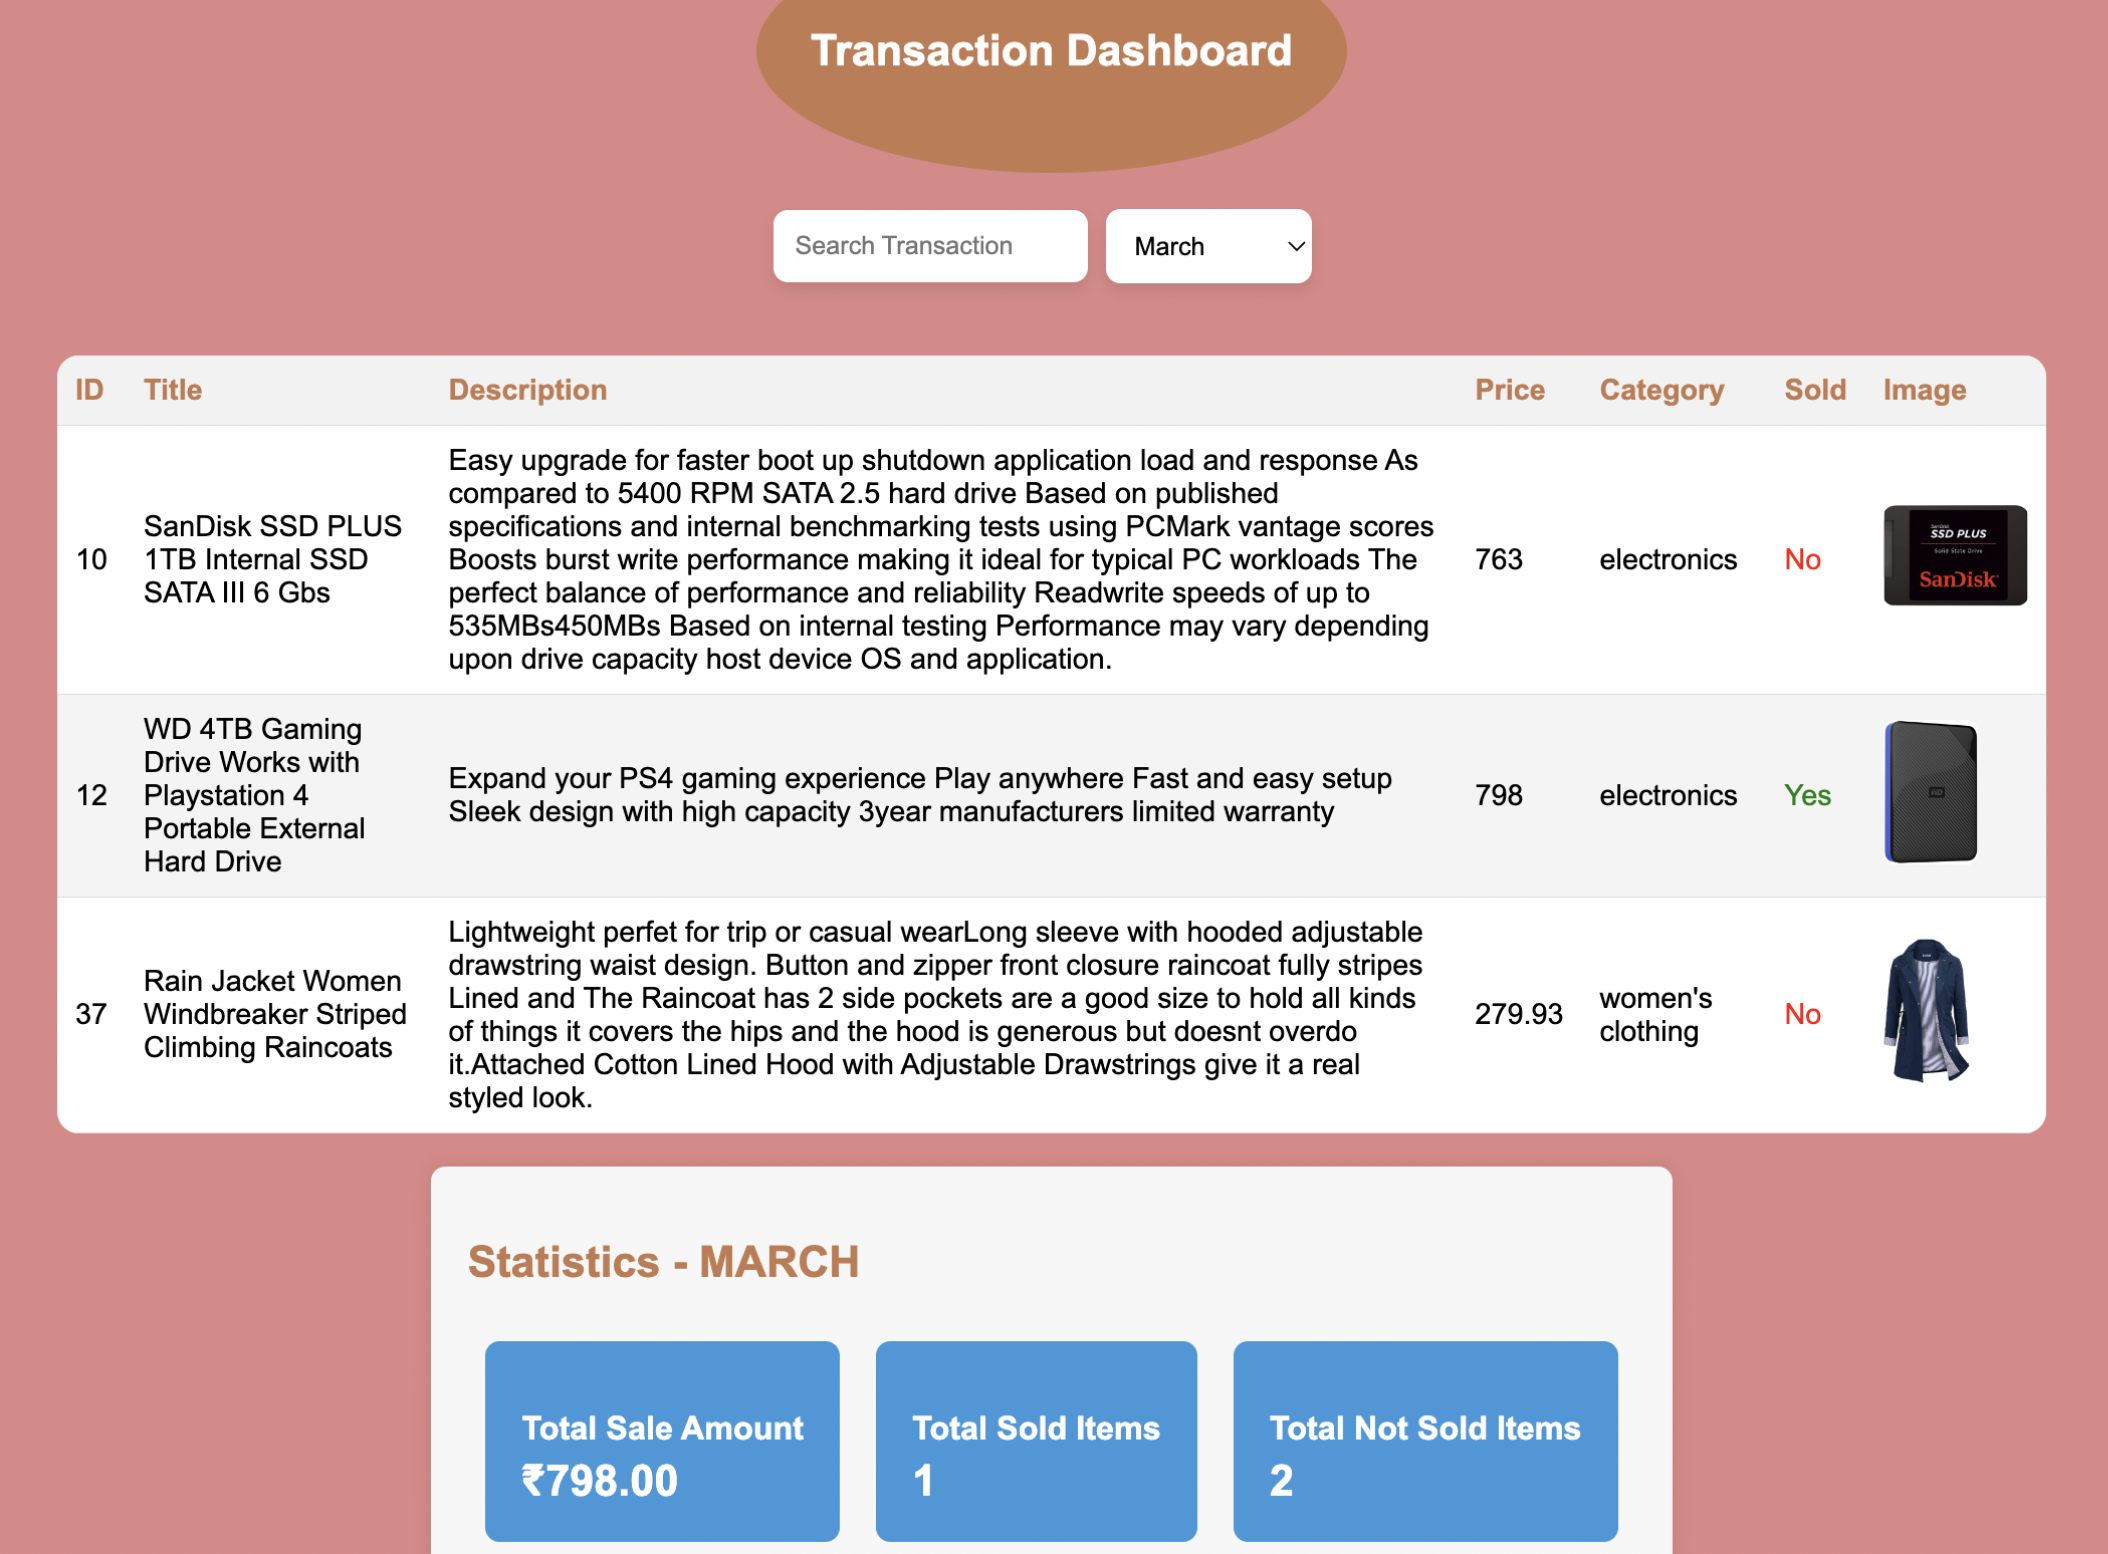 Transaction Dashboard
Search Transaction
March
ID Title Description Price Category Sold Image
10
SanDisk SSD PLUS
1TB Internal SSD
SATA III 6 Gbs
Easy upgrade for faster boot up shutdown application load and response As
compared to 5400 RPM SATA 2.5 hard drive Based on published
specifications and internal benchmarking tests using PCMark vantage scores
Boosts burst write performance making it ideal for typical PC workloads The
perfect balance of performance and reliability Readwrite speeds of up to
535MBs450MBs Based on internal testing Performance may vary depending
upon drive capacity host device OS and application.
763
electronics
No
SanDisk
SSD PLUS
Solid State Drive
SanDisk
12
WD 4TB Gaming
Drive Works with
Playstation 4
Portable External
Hard Drive
Expand your PS4 gaming experience Play anywhere Fast and easy setup
Sleek design with high capacity 3year manufacturers limited warranty
798
electronics
Yes
WD
37
Rain Jacket Women
Windbreaker Striped
Climbing Raincoats
Lightweight perfet for trip or casual wearLong sleeve with hooded adjustable
drawstring waist design. Button and zipper front closure raincoat fully stripes
Lined and The Raincoat has 2 side pockets are a good size to hold all kinds
of things it covers the hips and the hood is generous but doesnt overdo
it.Attached Cotton Lined Hood with Adjustable Drawstrings give it a real
styled look.
279.93
women's
clothing
No
Statistics - MARCH
Total Sale Amount
₹798.00
Total Sold Items
1
Total Not Sold Items
2